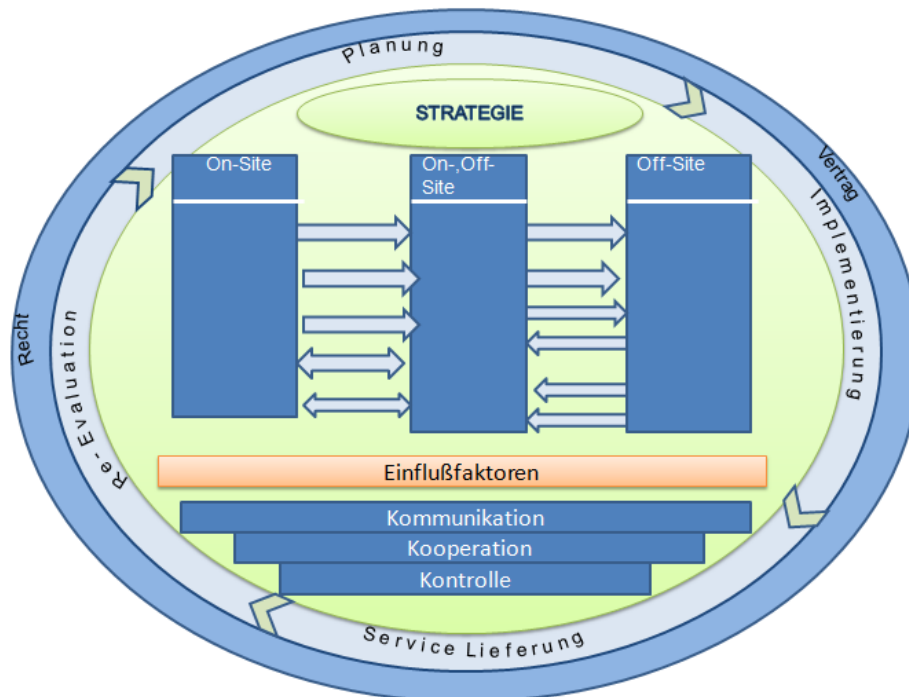 Planung
STRATEGIE
On-Site
On-,Off-
Site
Off-Site
Vertrag
Implementierung
Recht
Re-Evaluation
Einflußfaktoren
Kommunikation
Kooperation
Kontrolle
Service Lieferung